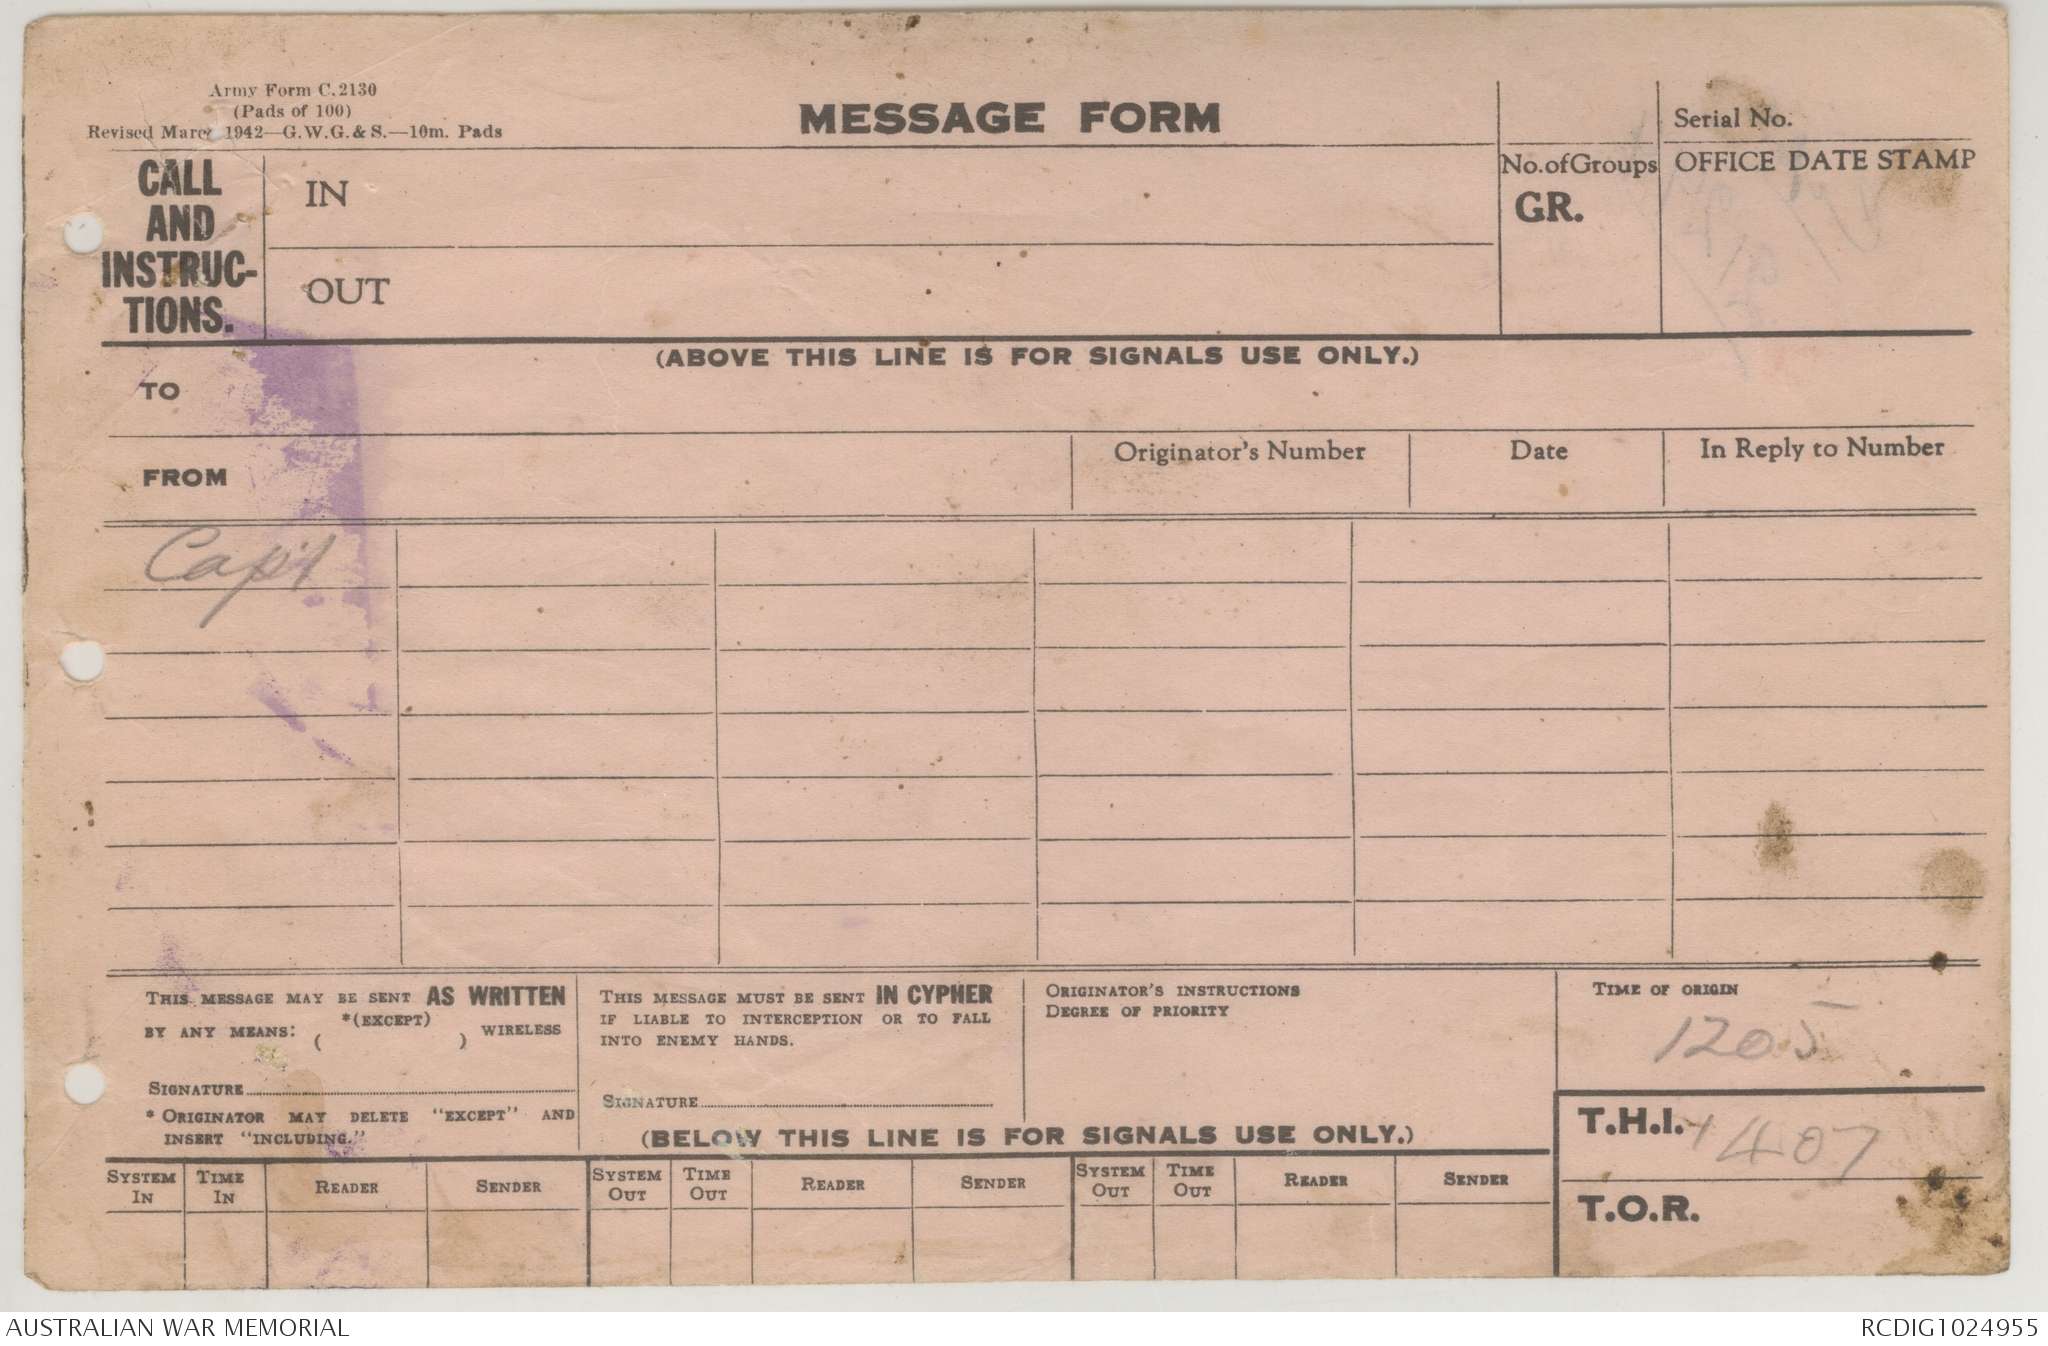 Army Form C.2130
(Pads of 100)
Revised March 1942—G.W.G.& S.—10m. Pads
MESSAGE FORM
Serial No.
CALL
AND
INSTRUC-
TIONS.
IN
OUT
No.of Groups
GR.
OFFICE DATE STAMP
(ABOVE THIS LINE IS FOR SIGNALS USE ONLY.)
TO
FROM
Originator's Number
Date
In Reply to Number
Capt
THIS MESSAGE MAY BE SENT AS WRITTEN
BY ANY MEANS: *(EXCEPT) ( ) WIRELESS
SIGNATURE
* ORIGINATOR MAY DELETE "EXCEPT" AND
INSERT "INCLUDING."
THIS MESSAGE MUST BE SENT IN CYPHER
IF LIABLE TO INTERCEPTION OR TO FALL
INTO ENEMY HANDS.
SIGNATURE
ORIGINATOR'S INSTRUCTIONS
DEGREE OF PRIORITY
TIME OF ORIGIN
1205
(BELOW THIS LINE IS FOR SIGNALS USE ONLY.)
T.H.I. 1407
T.O.R.
SYSTEM IN
TIME IN
READER
SENDER
SYSTEM OUT
TIME OUT
READER
SENDER
SYSTEM OUT
TIME OUT
READER
SENDER
AUSTRALIAN WAR MEMORIAL
RCDIG1024955